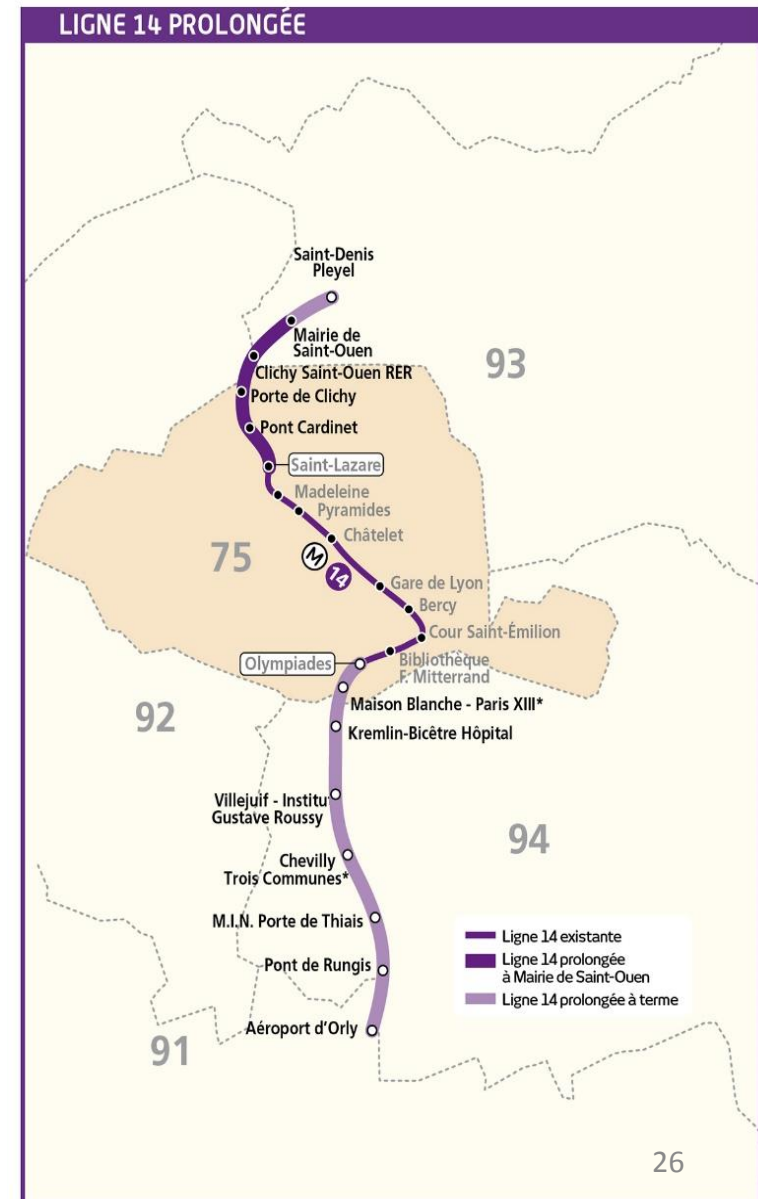 LIGNE 14 PROLONGÉE
Saint-Denis
Pleyel
Mairie de
Saint-Ouen
Clichy Saint-Ouen RER
Porte de Clichy
Pont Cardinet
Saint-Lazare
Madeleine
Pyramides
Châtelet
93
75
M
14
Gare de Lyon
Bercy
Cour Saint-Émilion
Olympiades
Bibliothèque
F. Mitterrand
Maison Blanche - Paris XIII*
Kremlin-Bicêtre Hôpital
92
Villejuif - Institu
Gustave Roussy
94
Chevilly
Trois Communes*
M.I.N. Porte de Thiais
Pont de Rungis
Aéroport d'Orly
91
Ligne 14 existante
Ligne 14 prolongée
à Mairie de Saint-Ouen
Ligne 14 prolongée à terme
26